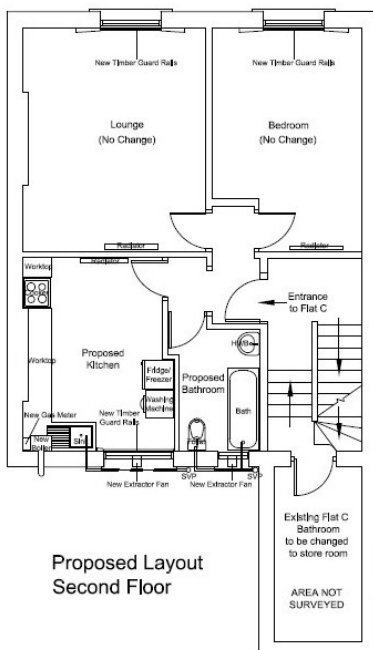 New Timber Guard Rails
New Timber Guard Rails
Lounge
(No Change)
Bedroom
(No Change)
Radiator
Radiator
Worktop
Radiator
Cooker
Entrance
to Flat C
Worktop
Proposed
Kitchen
Fridge/
Freezer
Washing
Machine
Proposed
Bathroom
Bath
New Gas Meter
New Timber
Guard Rails
New
Boiler
Sink
Toilet
New Extractor Fan
SVP
New Extractor Fan
SVP
Existing Flat C
Bathroom
to be changed
to store room
AREA NOT
SURVEYED
Proposed Layout
Second Floor